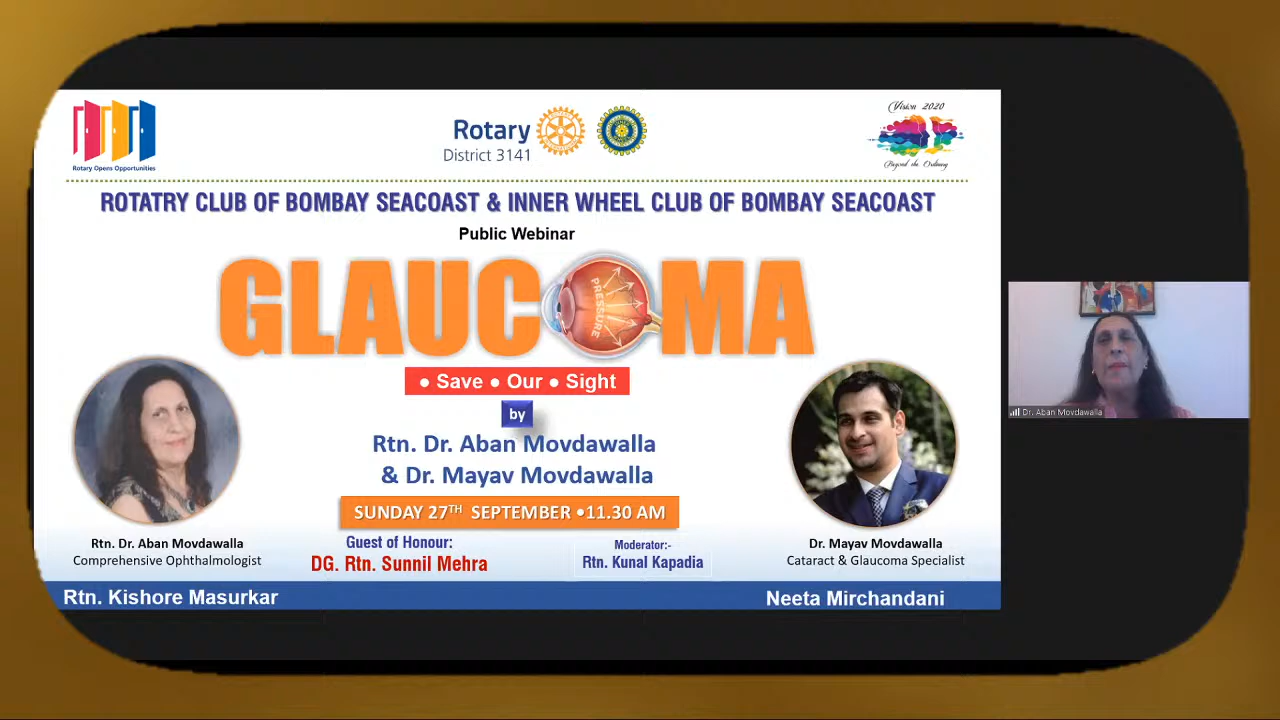 Rotary Opens Opportunities
Rotary
District 3141
Vision 2020
Beyond the Ordinary
ROTATRY CLUB OF BOMBAY SEACOAST & INNER WHEEL CLUB OF BOMBAY SEACOAST
Public Webinar
GLAUCOMA
PRESSURE
• Save • Our • Sight
by
Rtn. Dr. Aban Movdawalla
& Dr. Mayav Movdawalla
SUNDAY 27TH SEPTEMBER •11.30 AM
Rtn. Dr. Aban Movdawalla
Comprehensive Ophthalmologist
Guest of Honour:
DG. Rtn. Sunnil Mehra
Moderator:-
Rtn. Kunal Kapadia
Dr. Mayav Movdawalla
Cataract & Glaucoma Specialist
Rtn. Kishore Masurkar
Neeta Mirchandani
Dr. Aban Movdawalla